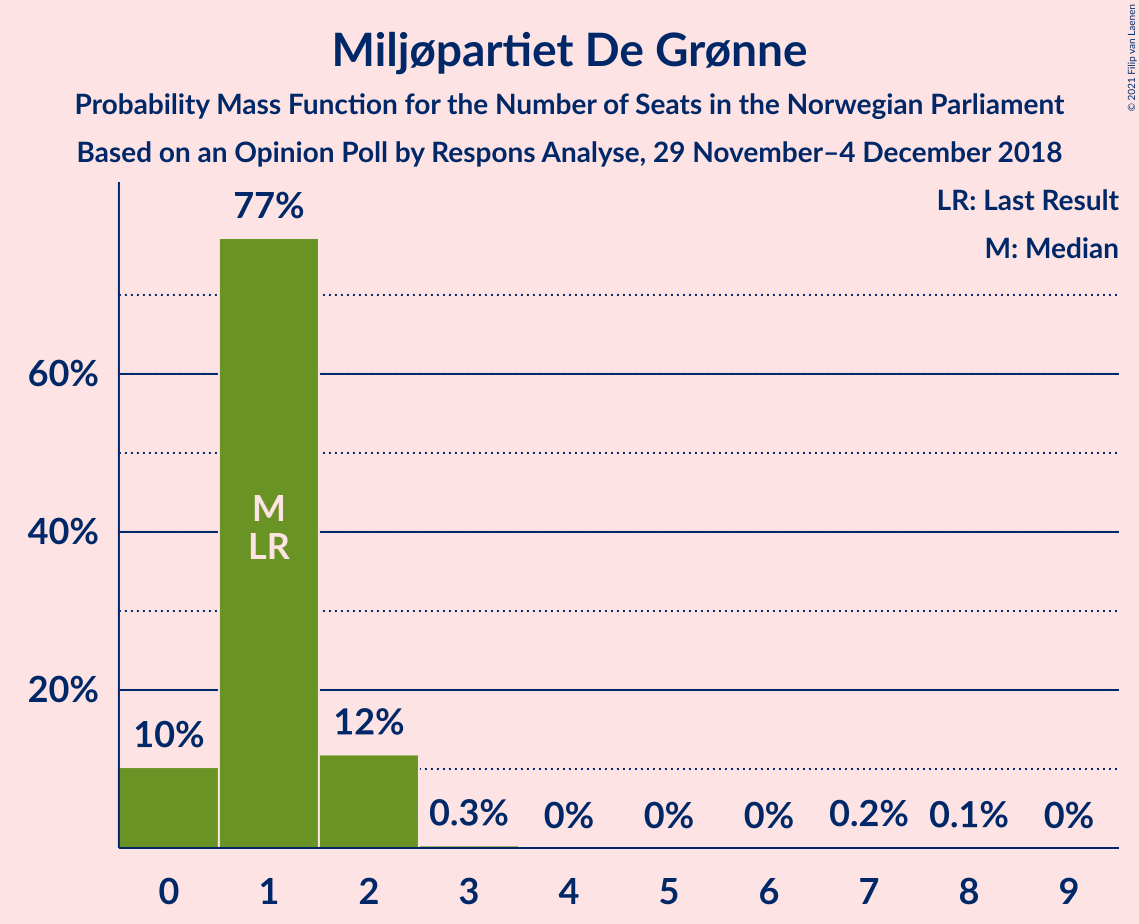 Miljøpartiet De Grønne
Probability Mass Function for the Number of Seats in the Norwegian Parliament
Based on an Opinion Poll by Respons Analyse, 29 November–4 December 2018
© 2021 Filip van Laenen
LR: Last Result
M: Median
77%
60%
40%
20%
M
LR
10%
12%
0.3%
0%
0%
0%
0.2%
0.1%
0%
0 1 2 3 4 5 6 7 8 9